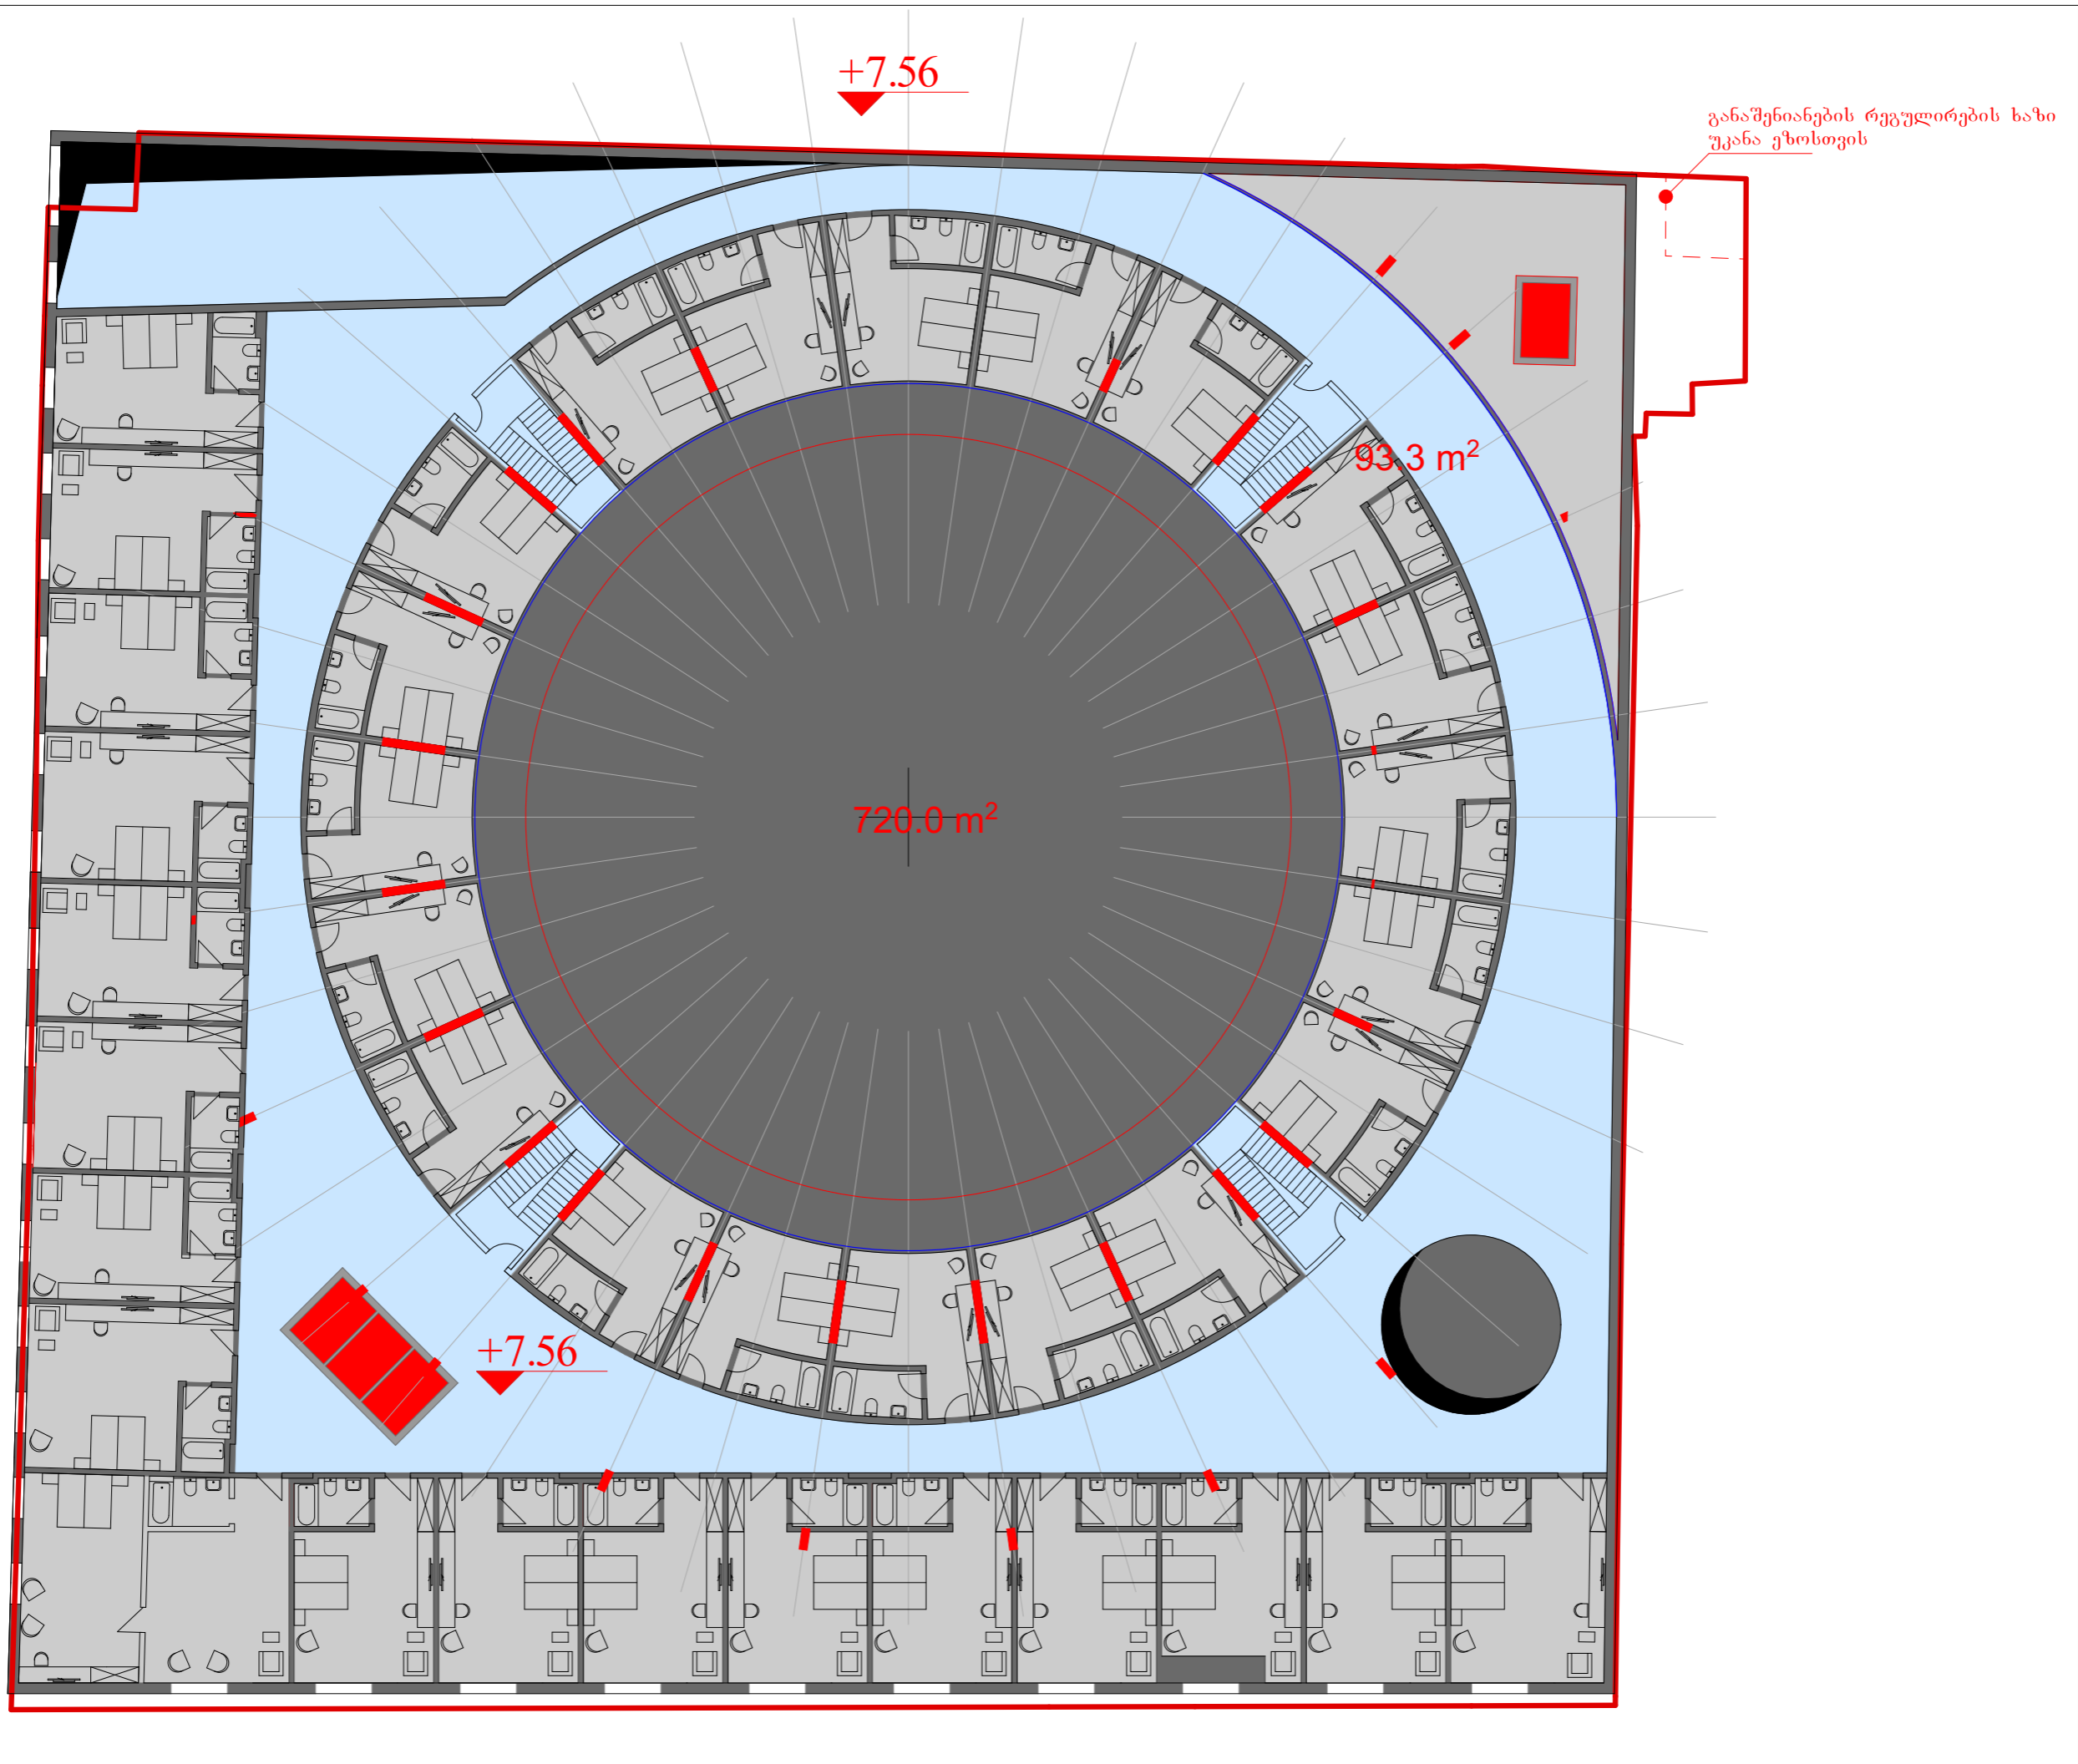 +7.56
განაშენიანების რეგულირების ხაზი
უკანა ეზოსთვის
93.3 m²
720.0 m²
+7.56